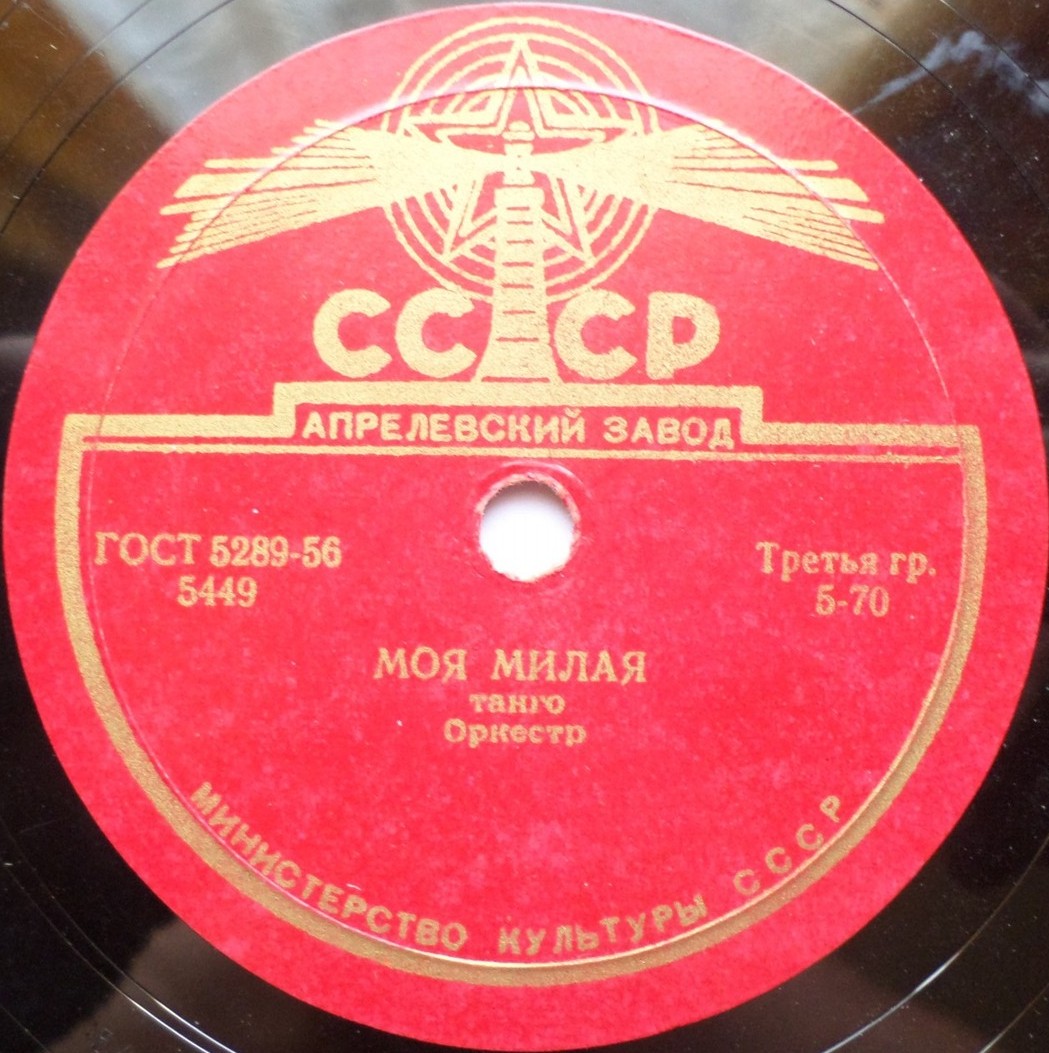 СССР
АПРЕЛЕВСКИЙ ЗАВОД
ГОСТ 5289-56
5449
Третья гр.
5-70
МОЯ МИЛАЯ
танго
Оркестр
МИНИСТЕРСТВО КУЛЬТУРЫ СССР